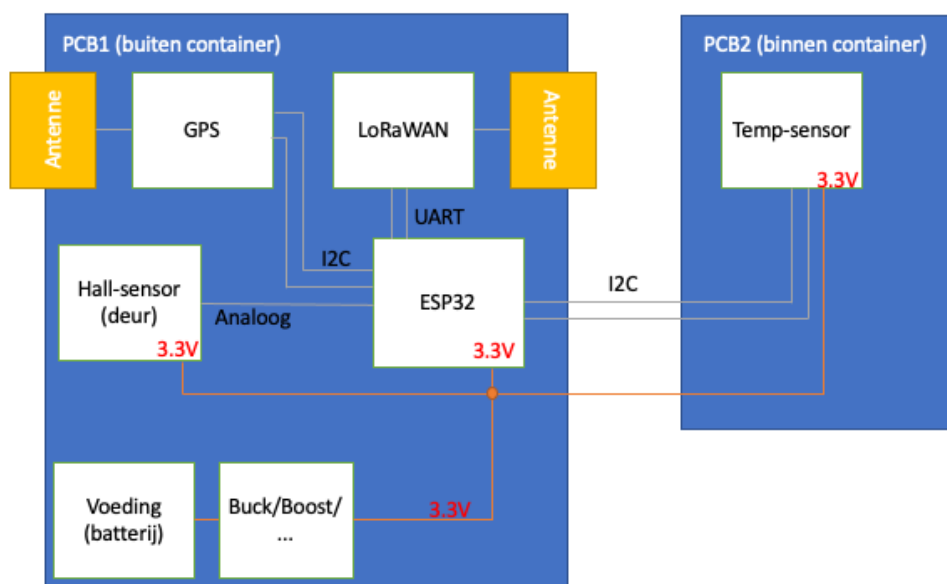 PCB1 (buiten container)
PCB2 (binnen container)
Antenne
GPS
LoRaWAN
Antenne
Temp-sensor
3.3V
UART
I2C
I2C
Hall-sensor
(deur)
3.3V
Analoog
ESP32
3.3V
Voeding
(batterij)
Buck/Boost/
...
3.3V